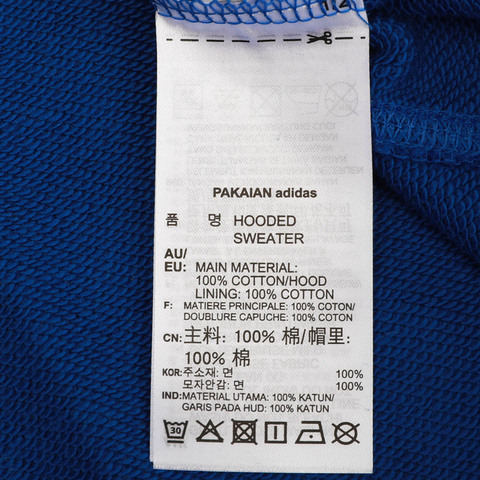 12
PAKAIAN adidas
품 명 HOODED
SWEATER
AU/
EU: MAIN MATERIAL:
100% COTTON/HOOD
LINING: 100% COTTON
F: MATIERE PRINCIPALE: 100% COTON/
DOUBLURE CAPUCHE: 100% COTON
CN: 主料: 100% 棉/帽里:
100% 棉
KOR: 주소재: 면 100%
모자안감: 면 100%
IND: MATERIAL UTAMA: 100% KATUN/
GARIS PADA HUD: 100% KATUN
30